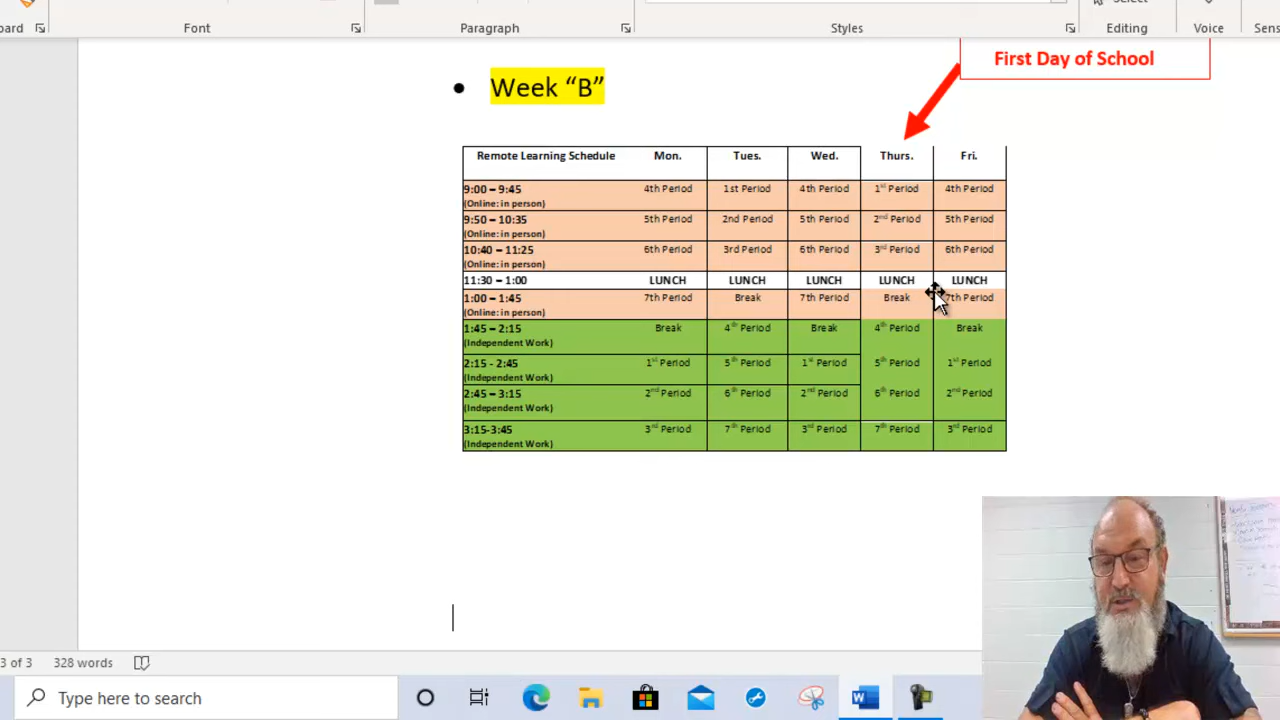 Font Paragraph Styles Editing Voice
First Day of School
• Week “B”
Remote Learning Schedule Mon. Tues. Wed. Thurs. Fri.
9:00 – 9:45 4th Period 1st Period 4th Period 1st Period 4th Period
(Online: in person)
9:50 – 10:35 5th Period 2nd Period 5th Period 2nd Period 5th Period
(Online: in person)
10:40 – 11:25 6th Period 3rd Period 6th Period 3rd Period 6th Period
(Online: in person)
11:30 – 1:00 LUNCH LUNCH LUNCH LUNCH LUNCH
1:00 – 1:45 7th Period Break 7th Period Break 7th Period
(Online: in person)
1:45 – 2:15 Break 4th Period Break 4th Period Break
(Independent Work)
2:15 - 2:45 1st Period 5th Period 1st Period 5th Period 1st Period
(Independent Work)
2:45 – 3:15 2nd Period 6th Period 2nd Period 6th Period 2nd Period
(Independent Work)
3:15-3:45 3rd Period 7th Period 3rd Period 7th Period 3rd Period
(Independent Work)
3 of 3 328 words
Type here to search